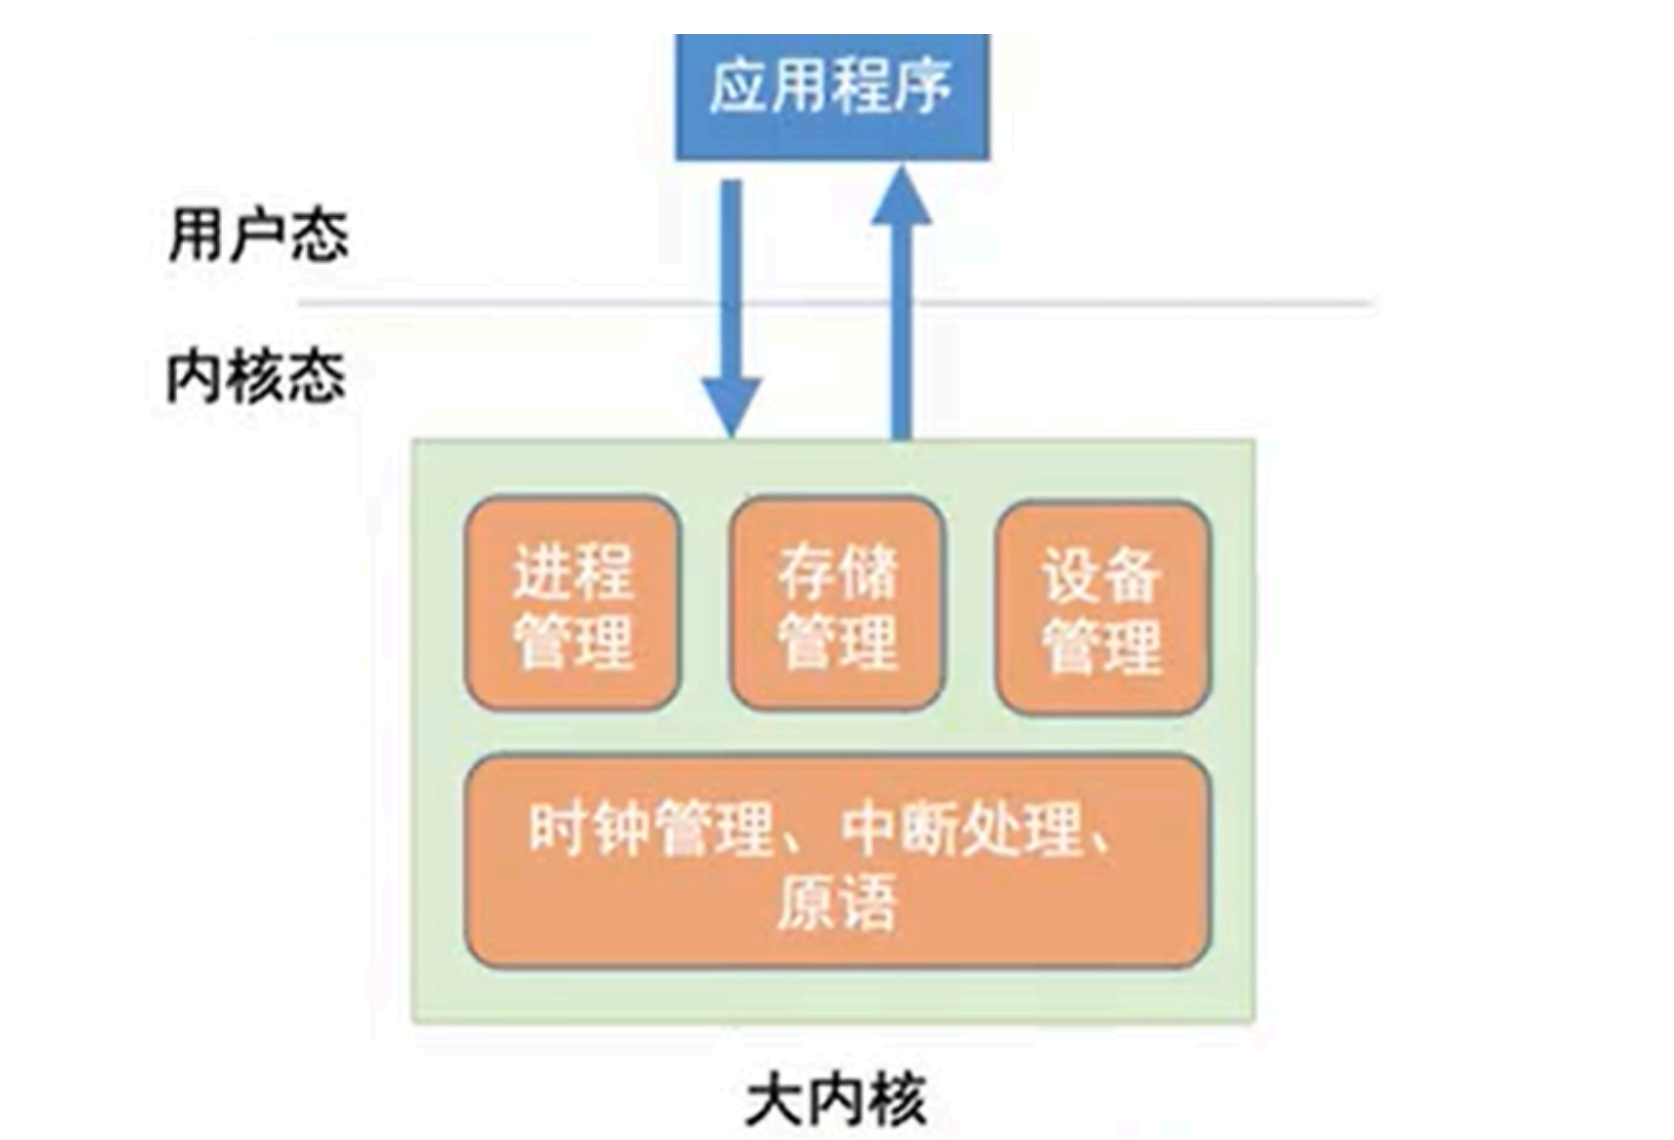 应用程序
用户态
内核态
进程
管理
存储
管理
设备
管理
时钟管理、中断处理、
原语
大内核